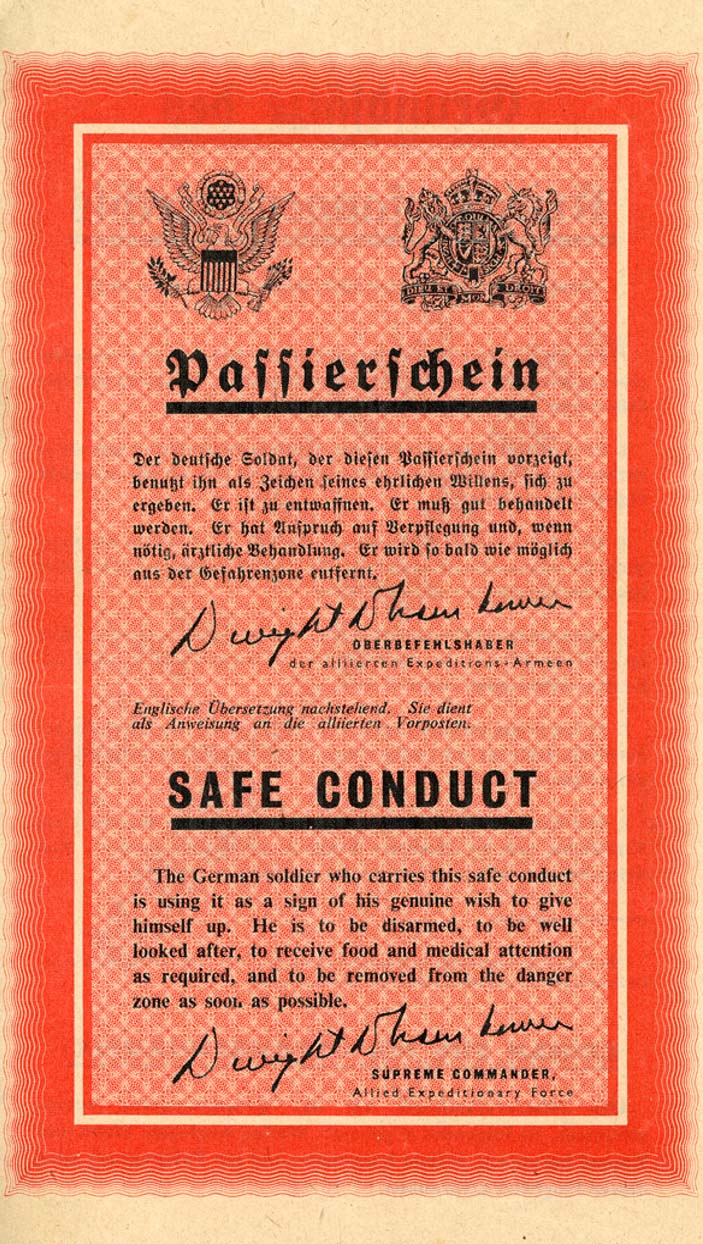 DIEU ET MON DROIT
Passierschein
Der deutsche Soldat, der diesen Passierschein vorzeigt,
benutzt ihn als Zeichen seines ehrlichen Willens, sich zu
ergeben. Er ist zu entwaffnen. Er muß gut behandelt
werden. Er hat Anspruch auf Verpflegung und, wenn
nötig, ärztliche Behandlung. Er wird so bald wie möglich
aus der Gefahrenzone entfernt.
Dwight D Eisenhower
OBERBEFEHLSHABER
der alliierten Expeditions-Armeen
Englische Übersetzung nachstehend. Sie dient
als Anweisung an die alliierten Vorposten.
SAFE CONDUCT
The German soldier who carries this safe conduct
is using it as a sign of his genuine wish to give
himself up. He is to be disarmed, to be well
looked after, to receive food and medical attention
as required, and to be removed from the danger
zone as soon as possible.
Dwight D Eisenhower
SUPREME COMMANDER,
Allied Expeditionary Force